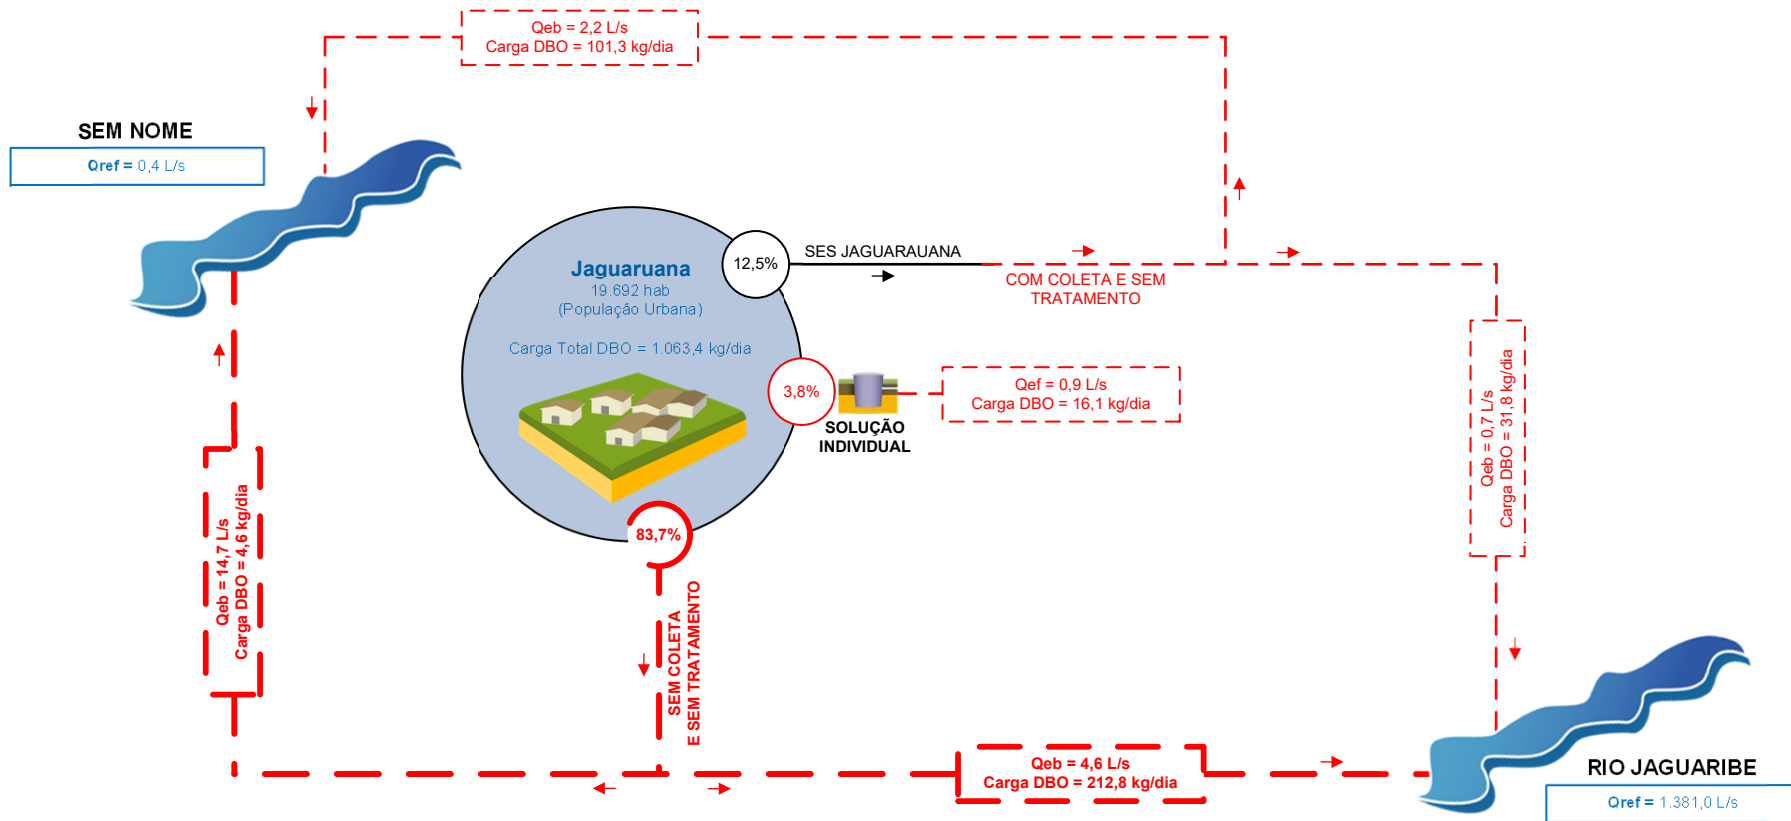 Qeb = 2,2 L/s
Carga DBO = 101,3 kg/dia
SEM NOME
Qref = 0,4 L/s
12,5%
SES JAGUARAUANA
COM COLETA E SEM
TRATAMENTO
Jaguaruana
19.692 hab
(População Urbana)
Carga Total DBO = 1.063,4 kg/dia
3,8%
SOLUÇÃO
INDIVIDUAL
Qef = 0,9 L/s
Carga DBO = 16,1 kg/dia
Qeb = 0,7 L/s
Carga DBO = 31,8 kg/dia
83,7%
SEM COLETA
E SEM TRATAMENTO
Qeb = 14,7 L/s
Carga DBO = 4,6 kg/dia
Qeb = 4,6 L/s
Carga DBO = 212,8 kg/dia
RIO JAGUARIBE
Qref = 1.381,0 L/s